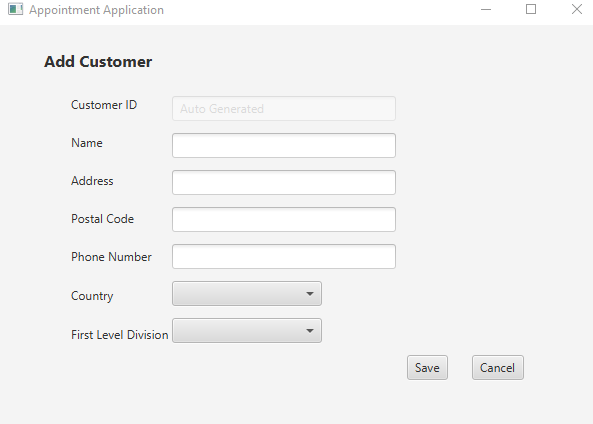 Appointment Application
Add Customer
Customer ID
Auto Generated
Name
Address
Postal Code
Phone Number
Country
First Level Division
Save
Cancel